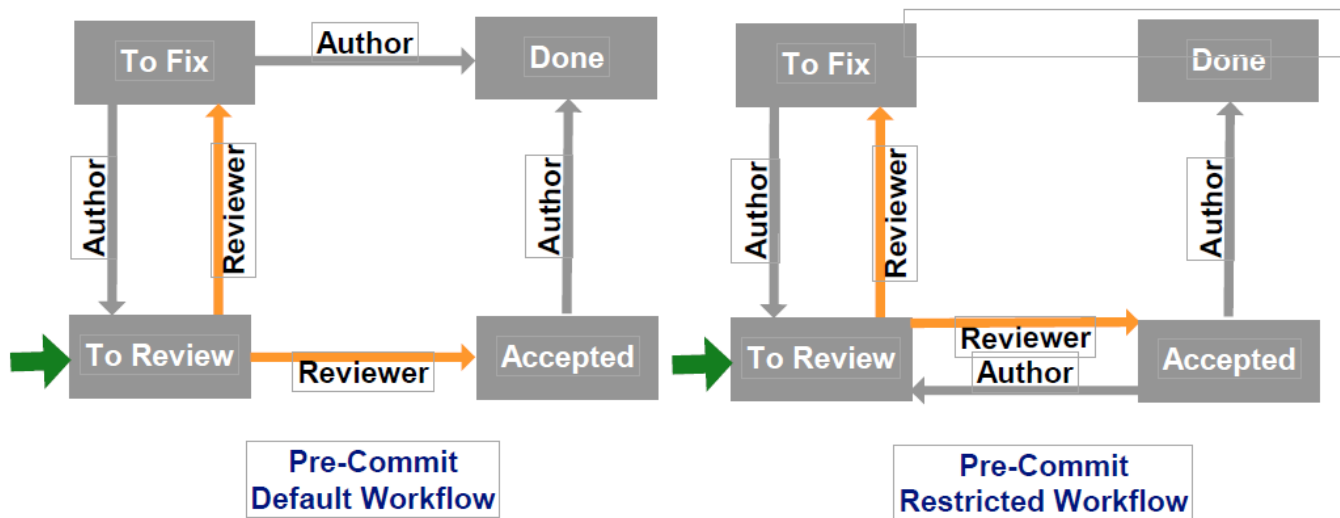 To Fix
Author
Done
Author
Reviewer
Author
To Review
Reviewer
Accepted
Pre-Commit
Default Workflow
To Fix
Done
Author
Reviewer
Author
To Review
Reviewer
Author
Accepted
Pre-Commit
Restricted Workflow